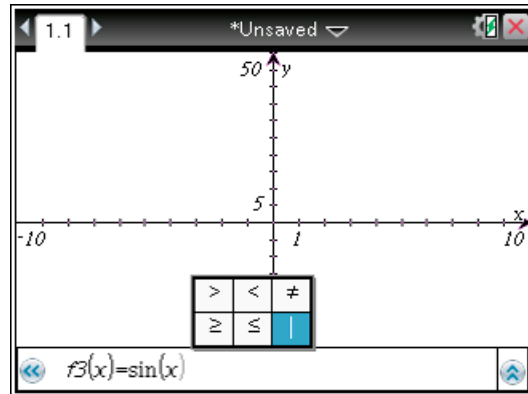 1.1 *Unsaved
50 y
5
x
-10 1 10
> < ≠
≥ ≤ |
f3(x)=sin(x)